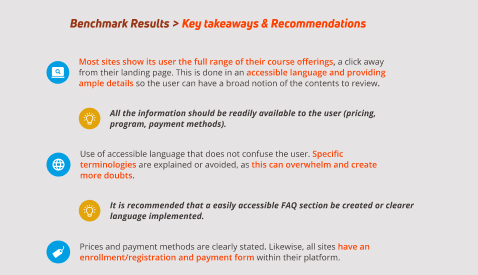 Benchmark Results > Key takeaways & Recommendations
Most sites show its user the full range of their course offerings, a click away
from their landing page. This is done in an accessible language and providing
ample details so the user can have a broad notion of the contents to review.
All the information should be readily available to the user (pricing,
program, payment methods).
Use of accessible language that does not confuse the user. Specific
terminologies are explained or avoided, as this can overwhelm and create
more doubts.
It is recommended that a easily accessible FAQ section be created or clearer
language implemented.
Prices and payment methods are clearly stated. Likewise, all sites have an
enrollment/registration and payment form within their platform.